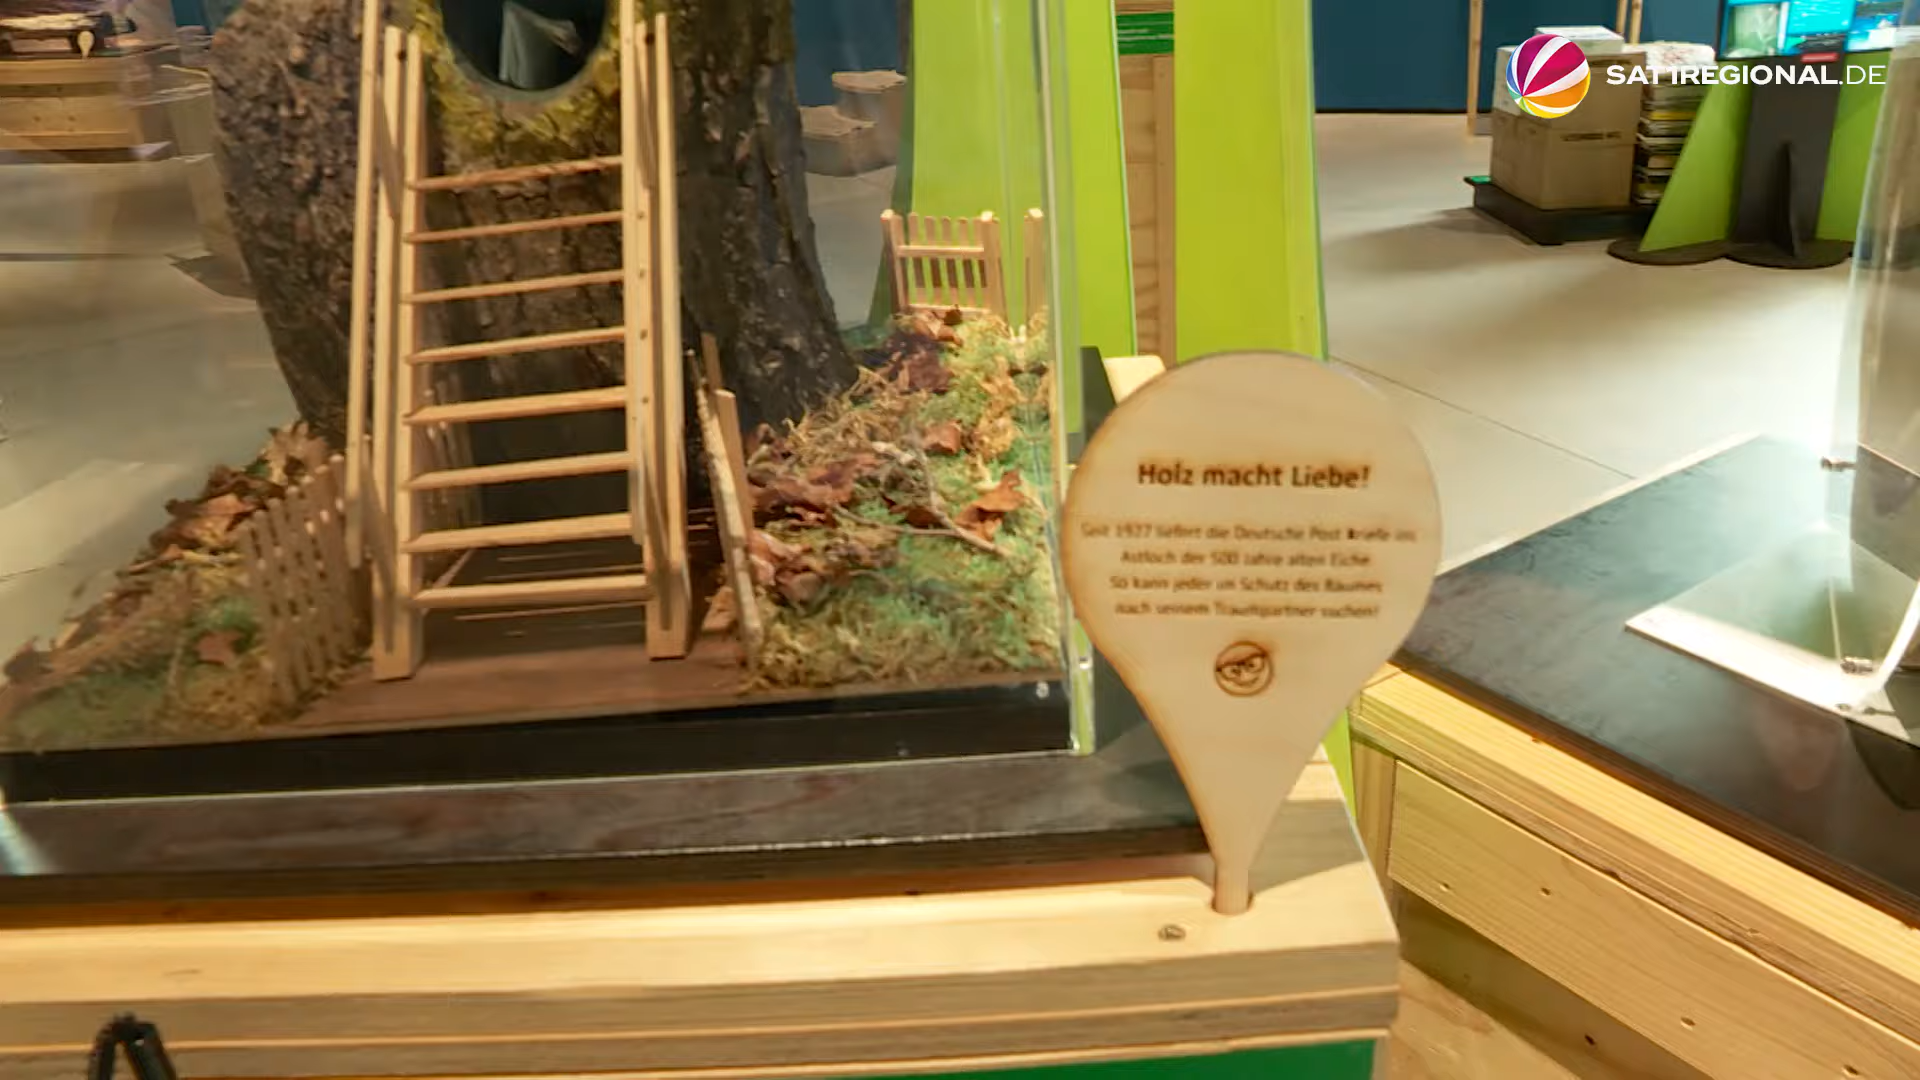 SAT1REGIONAL.DE
Holz macht Liebe!
Seit 1927 liefert die Deutsche Post Briefe ins
Astloch der 500 Jahre alten Eiche.
So kann jeder im Schutz des Baumes
nach seinem Traumpartner suchen!